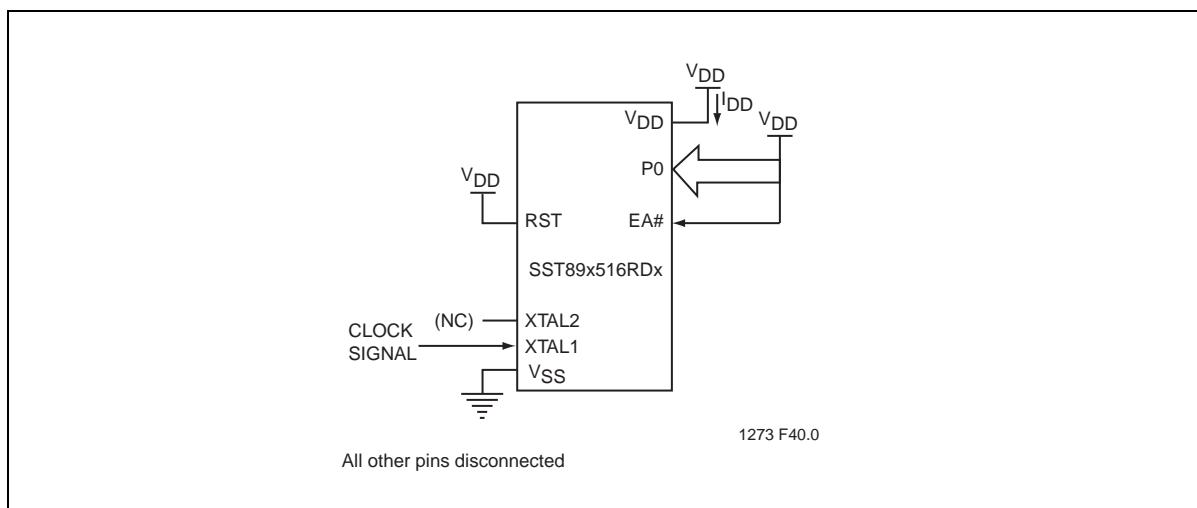 VDD
IDD
VDD
VDD
P0
VDD
RST
EA#
SST89x516RDx
(NC)
XTAL2
CLOCK
SIGNAL
XTAL1
VSS
1273 F40.0
All other pins disconnected